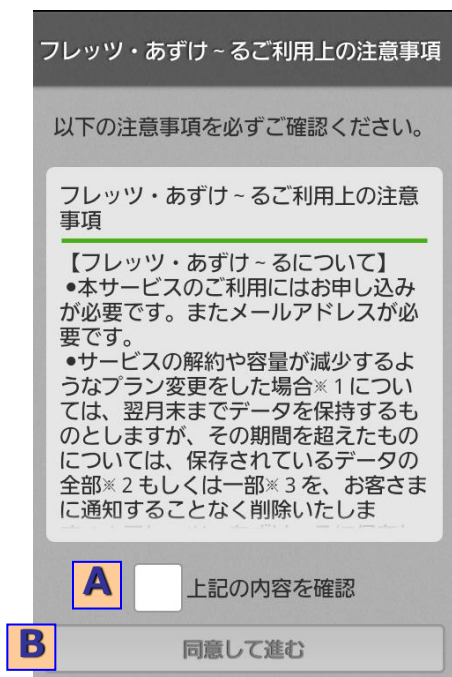 フレッツ・あずけ～るご利用上の注意事項
以下の注意事項を必ずご確認ください。
フレッツ・あずけ～るご利用上の注意
事項
【フレッツ・あずけ～るについて】
●本サービスのご利用にはお申し込み
が必要です。またメールアドレスが必
要です。
●サービスの解約や容量が減少するよ
うなプラン変更をした場合※1につい
ては、翌月末までデータを保持するも
のとしますが、その期間を超えたもの
については、保存されているデータの
全部※2もしくは一部※3を、お客さま
に通知することなく削除いたしま
A 上記の内容を確認
B 同意して進む